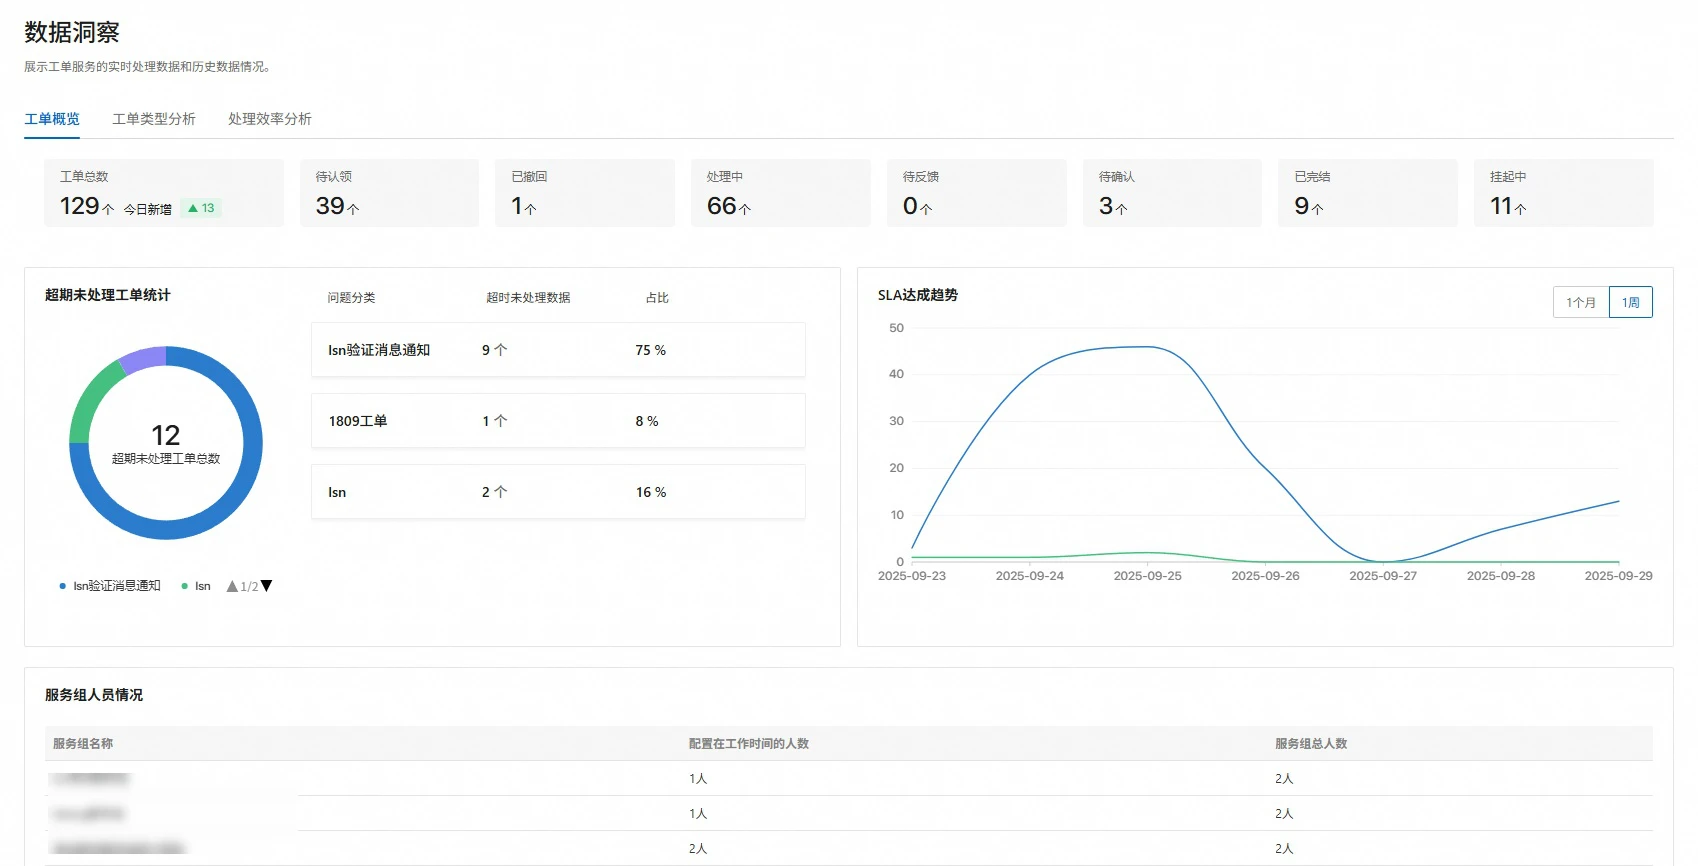 数据洞察
展示工单服务的实时处理数据和历史数据情况。
工单概览 工单类型分析 处理效率分析
工单总数 待认领 已撤回 处理中 待反馈 待确认 已完结 挂起中
129个 今日新增 ▲ 13 39个 1个 66个 0个 3个 9个 11个
超期未处理工单统计
问题分类 超时未处理数据 占比
lsn验证消息通知 9 个 75 %
1809工单 1 个 8 %
lsn 2 个 16 %
12
超期未处理工单总数
lsn验证消息通知 lsn ▲1/2▼
SLA达成趋势
1个月 1周
50
40
30
20
10
0
2025-09-23 2025-09-24 2025-09-25 2025-09-26 2025-09-27 2025-09-28 2025-09-29
服务组人员情况
服务组名称 配置在工作时间的人数 服务组总人数
1人 2人
1人 2人
2人 2人